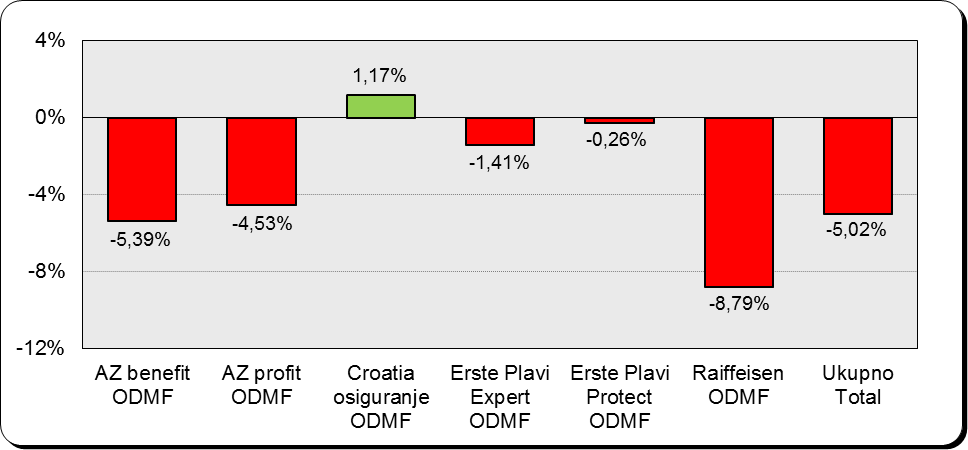 4%
0%
-4%
-8%
-12%
-5,39%
-4,53%
1,17%
-1,41%
-0,26%
-8,79%
-5,02%
AZ benefit
ODMF
AZ profit
ODMF
Croatia
osiguranje
ODMF
Erste Plavi
Expert
ODMF
Erste Plavi
Protect
ODMF
Raiffeisen
ODMF
Ukupno
Total